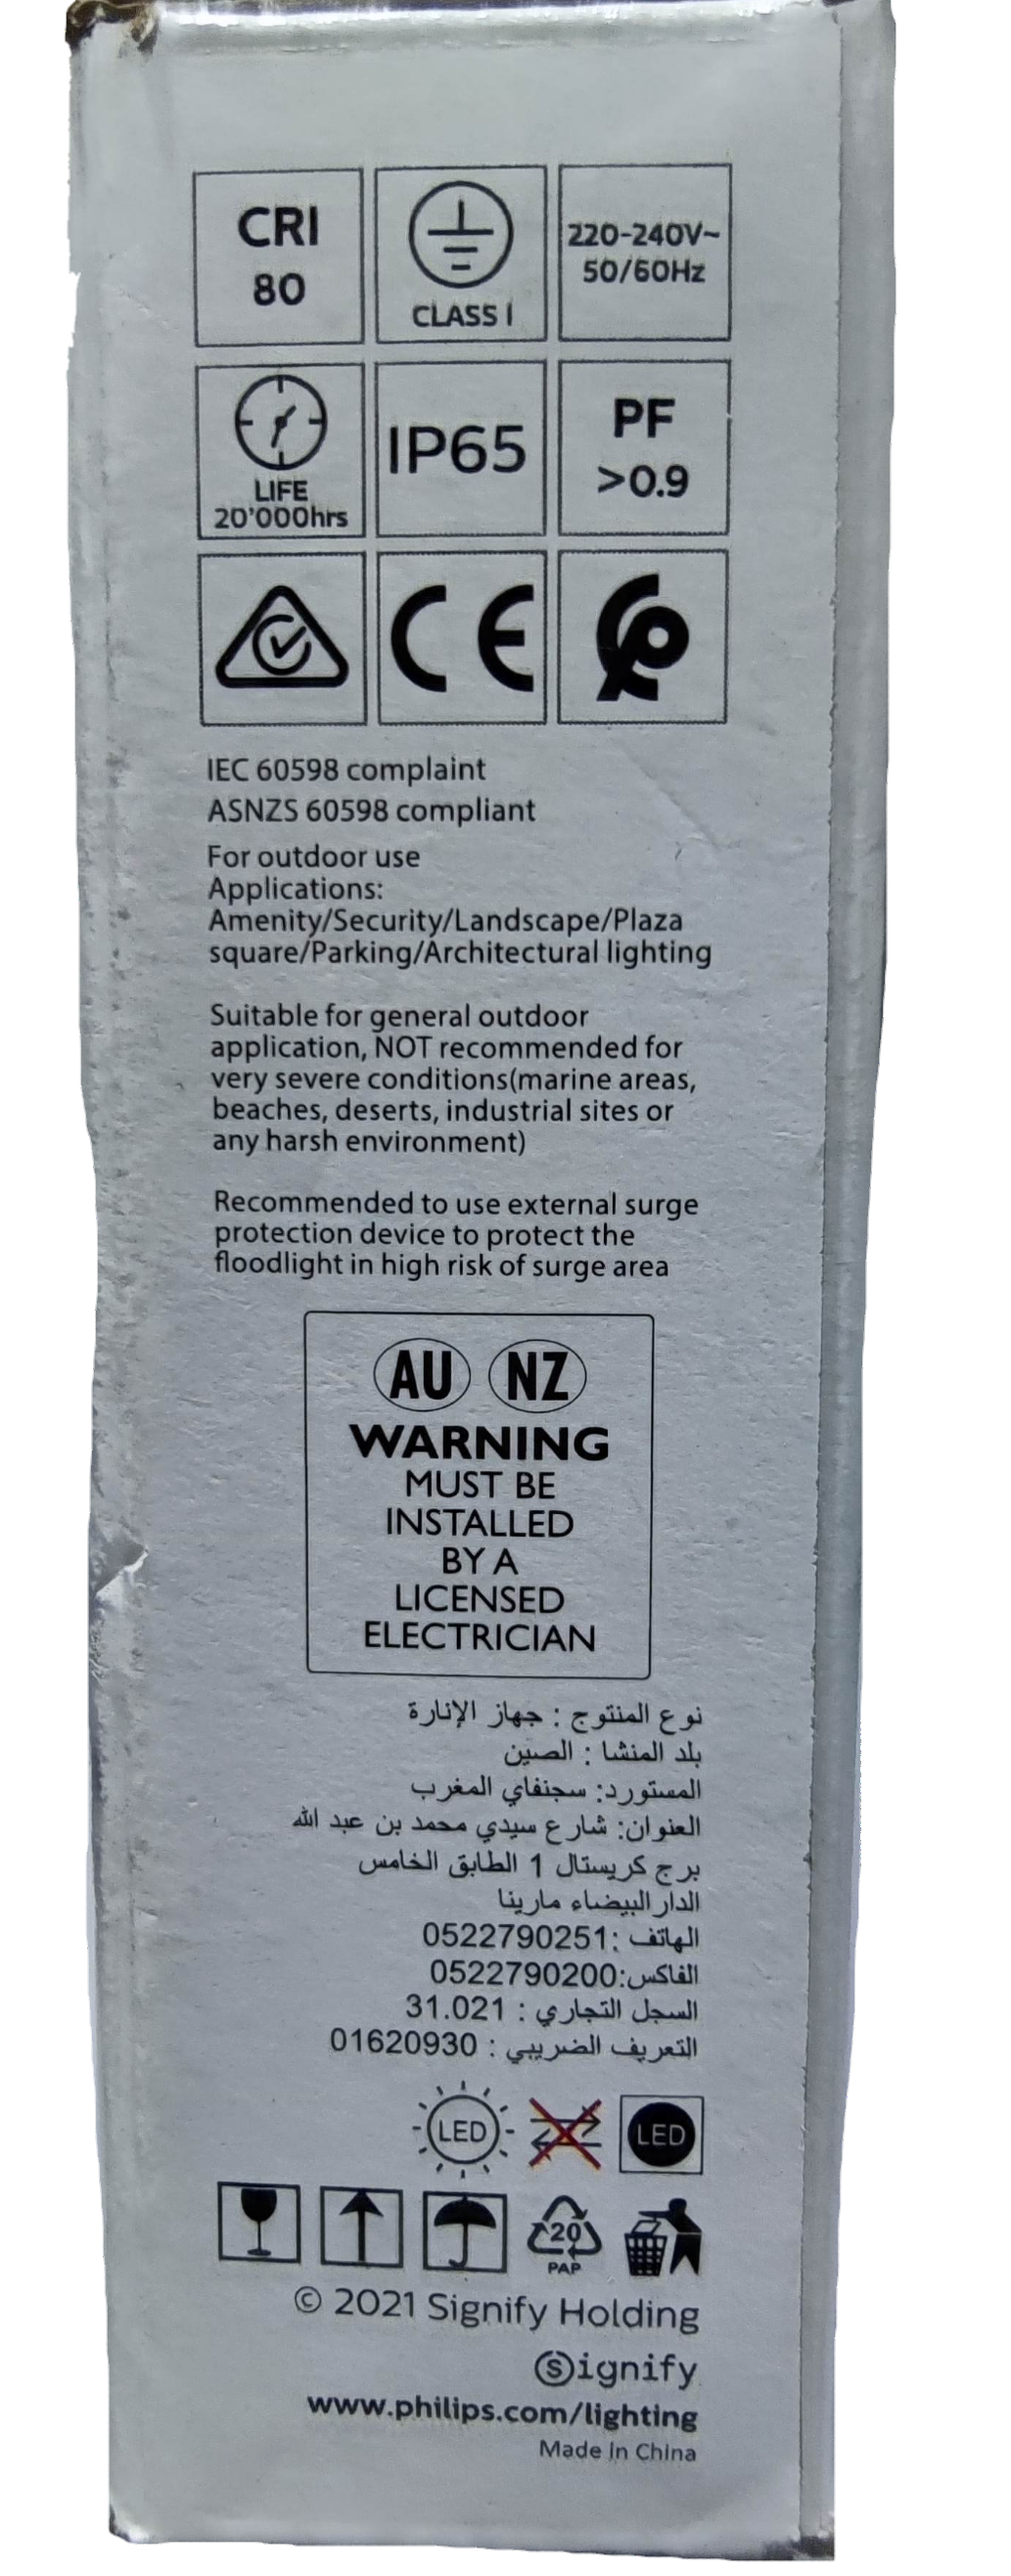 CRI
80
CLASS I
220-240V~
50/60Hz
LIFE
20'000hrs
IP65
PF
>0.9
CE
IEC 60598 complaint
ASNZS 60598 compliant
For outdoor use
Applications:
Amenity/Security/Landscape/Plaza
square/Parking/Architectural lighting
Suitable for general outdoor
application, NOT recommended for
very severe conditions(marine areas,
beaches, deserts, industrial sites or
any harsh environment)
Recommended to use external surge
protection device to protect the
floodlight in high risk of surge area
AU NZ
WARNING
MUST BE
INSTALLED
BY A
LICENSED
ELECTRICIAN
نوع المنتوج : جهاز الإنارة
بلد المنشا : الصين
المستورد: سجنفاي المغرب
العنوان: شارع سيدي محمد بن عبد الله
برج كريستال 1 الطابق الخامس
الدار البيضاء مارينا
الهاتف :0522790251
الفاكس:0522790200
السجل التجاري : 31.021
التعريف الضريبي : 01620930
LED LED
20
PAP
© 2021 Signify Holding
Signify
www.philips.com/lighting
Made in China